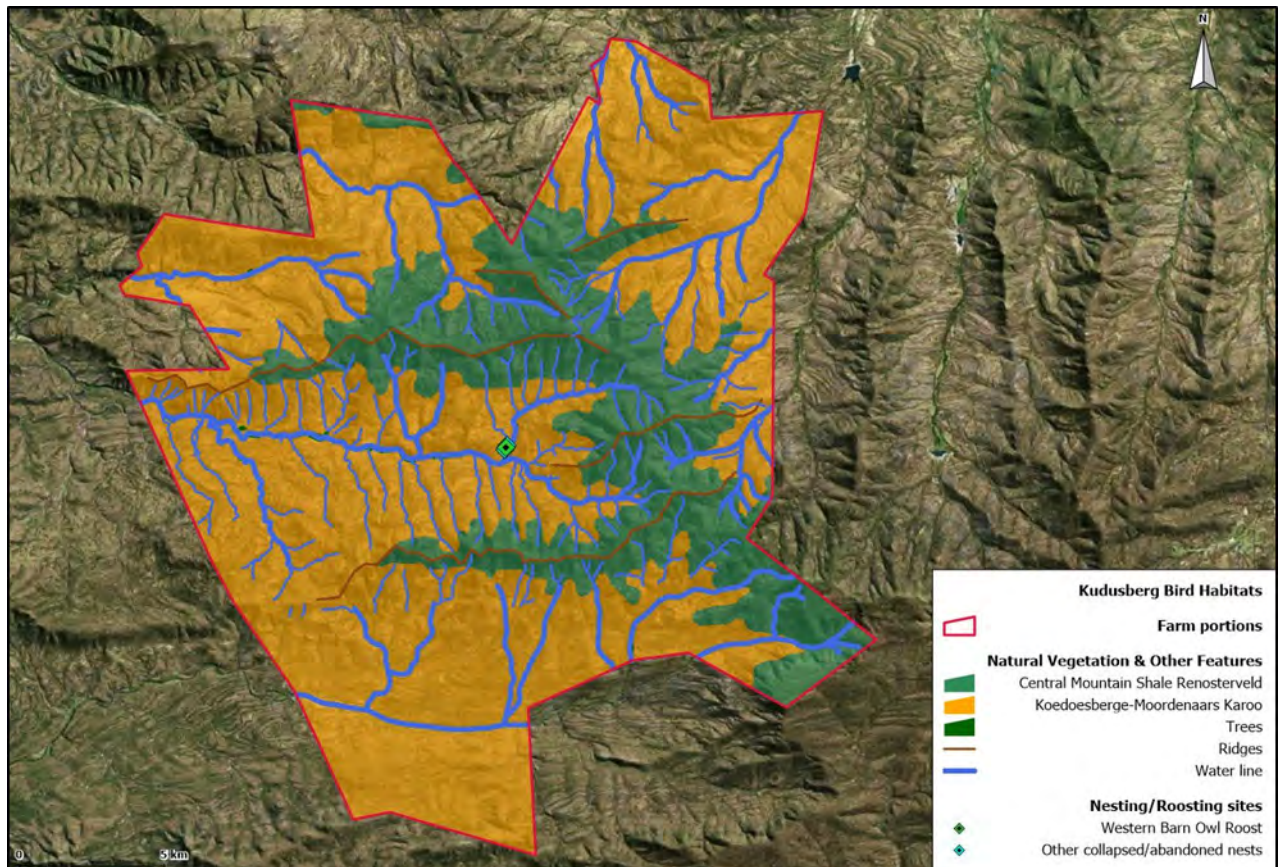 N
Kudusberg Bird Habitats
Farm portions
Natural Vegetation & Other Features
Central Mountain Shale Renosterveld
Koedoesberge-Moordenaars Karoo
Trees
Ridges
Water line
Nesting/Roosting sites
Western Barn Owl Roost
Other collapsed/abandoned nests
0 5 km